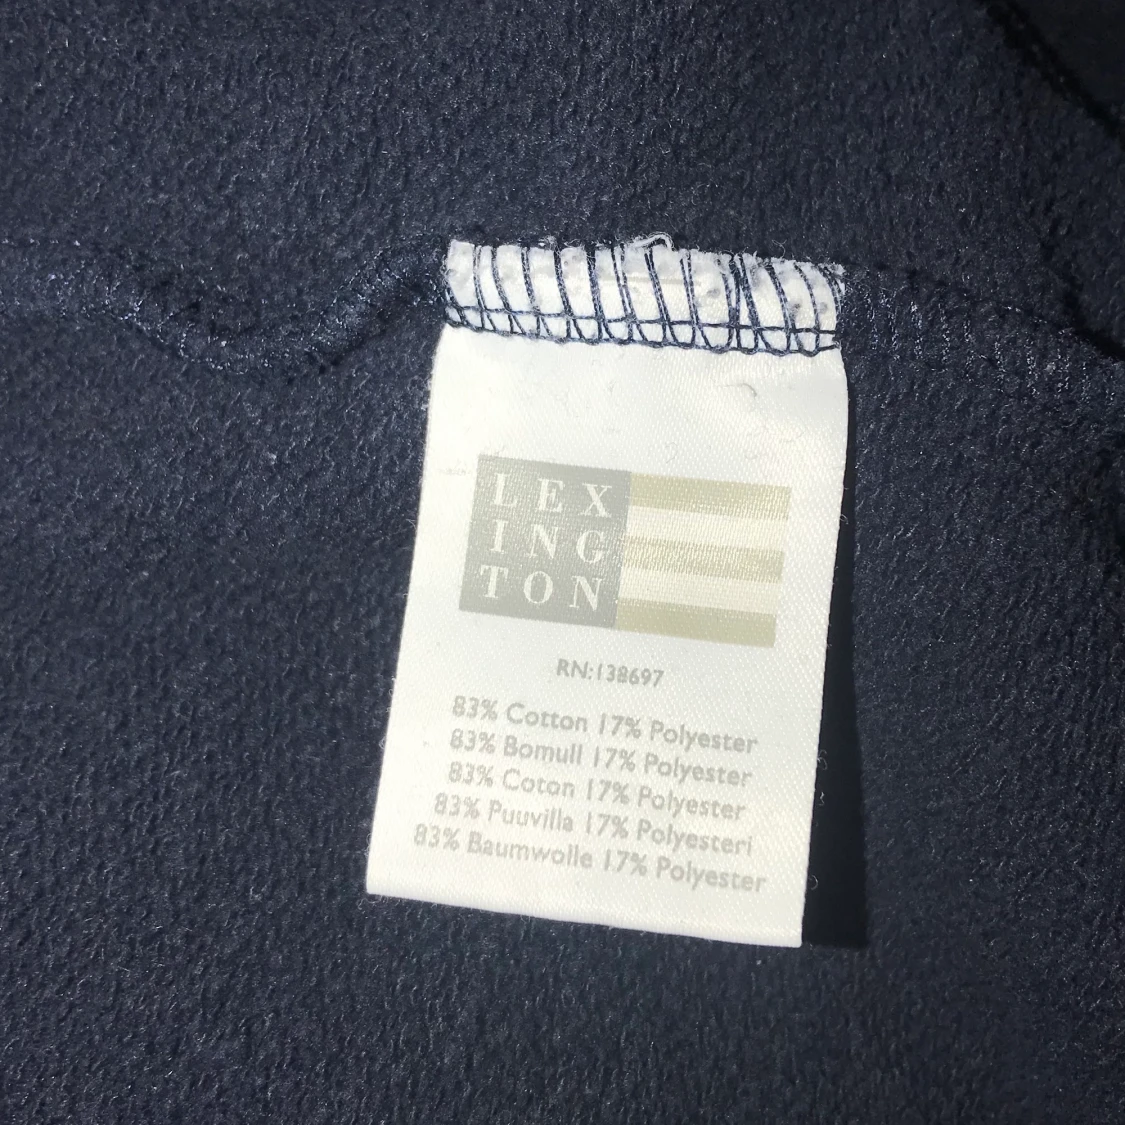 LEX
ING
TON
RN:138697
83% Cotton 17% Polyester
83% Bomull 17% Polyester
83% Coton 17% Polyester
83% Puuvilla 17% Polyesteri
83% Baumwolle 17% Polyester